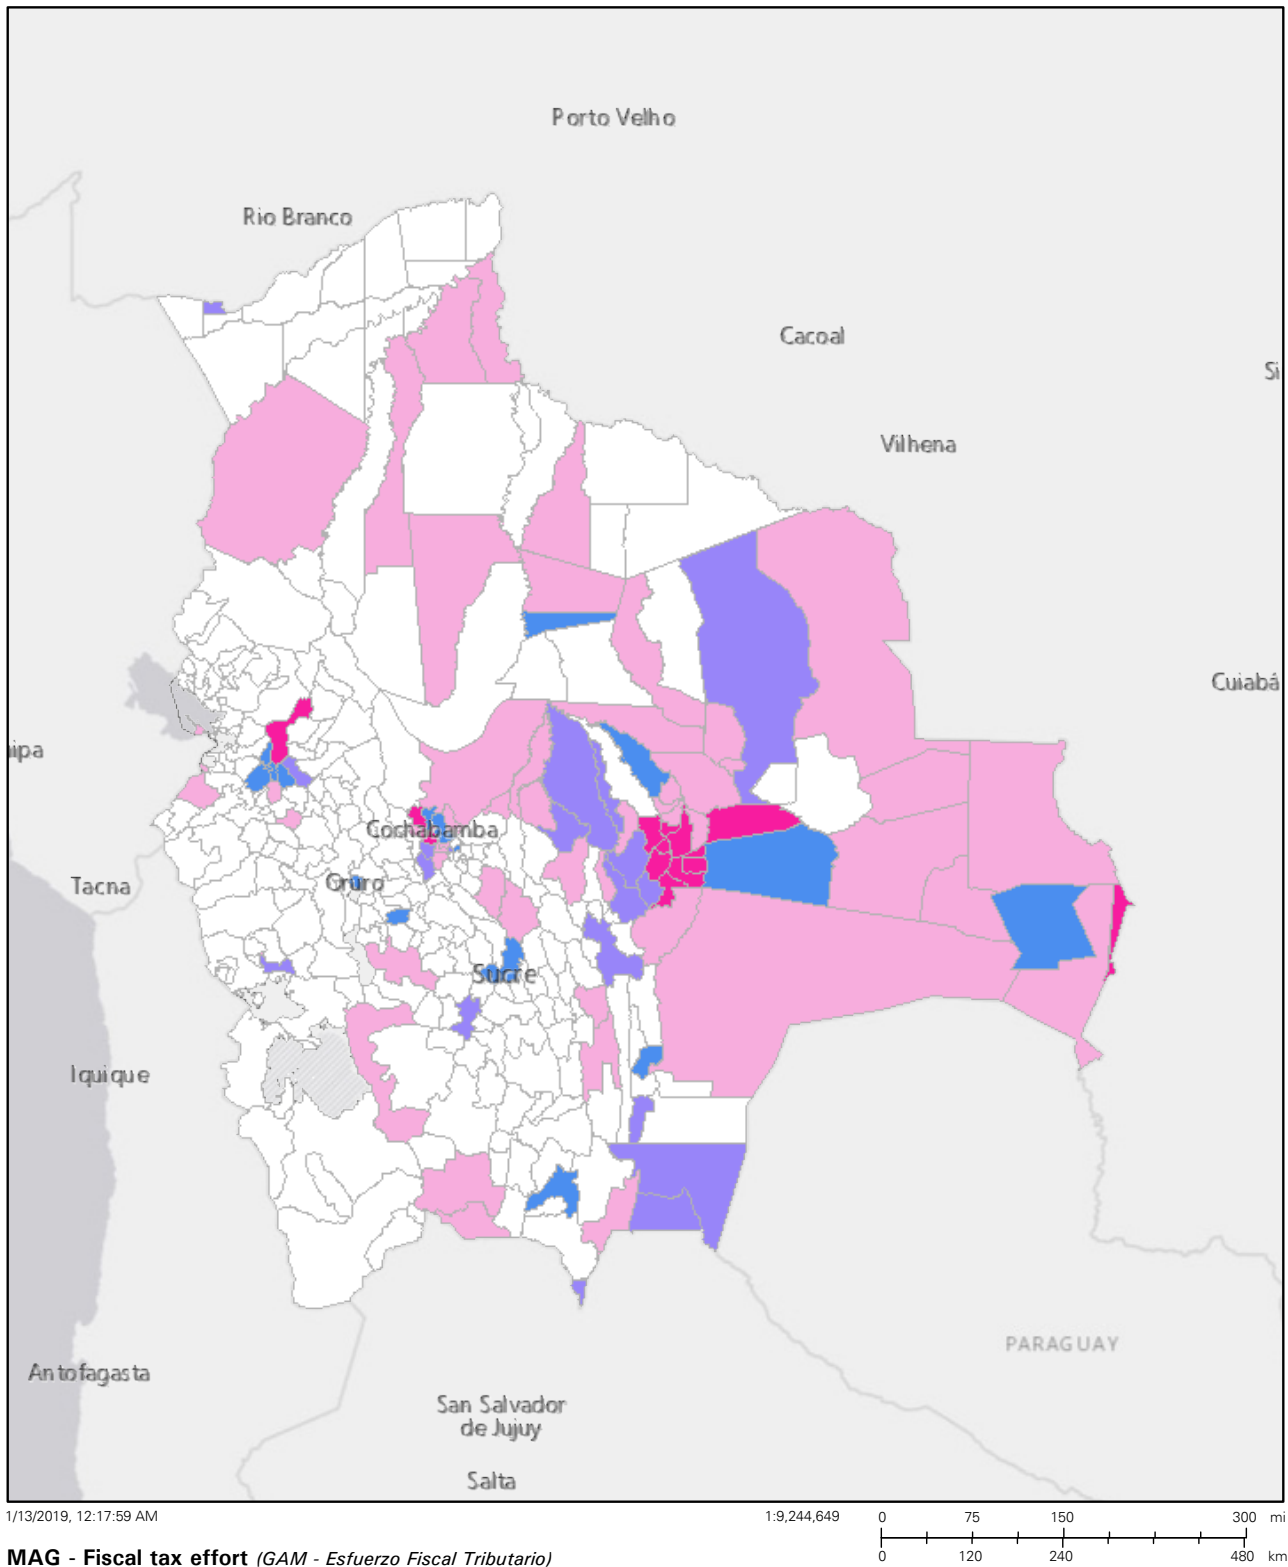 Porto Velho
Rio Branco
Cacoal
Si
Vilhena
Cuiabá
Cochabamba
Oruro
Tacna
Sucre
Iquique
PARAGUAY
Antofagasta
San Salvador
de Jujuy
Salta
1/13/2019, 12:17:59 AM
1:9,244,649
0 75 150 300 mi
0 120 240 480 km
MAG - Fiscal tax effort (GAM - Esfuerzo Fiscal Tributario)